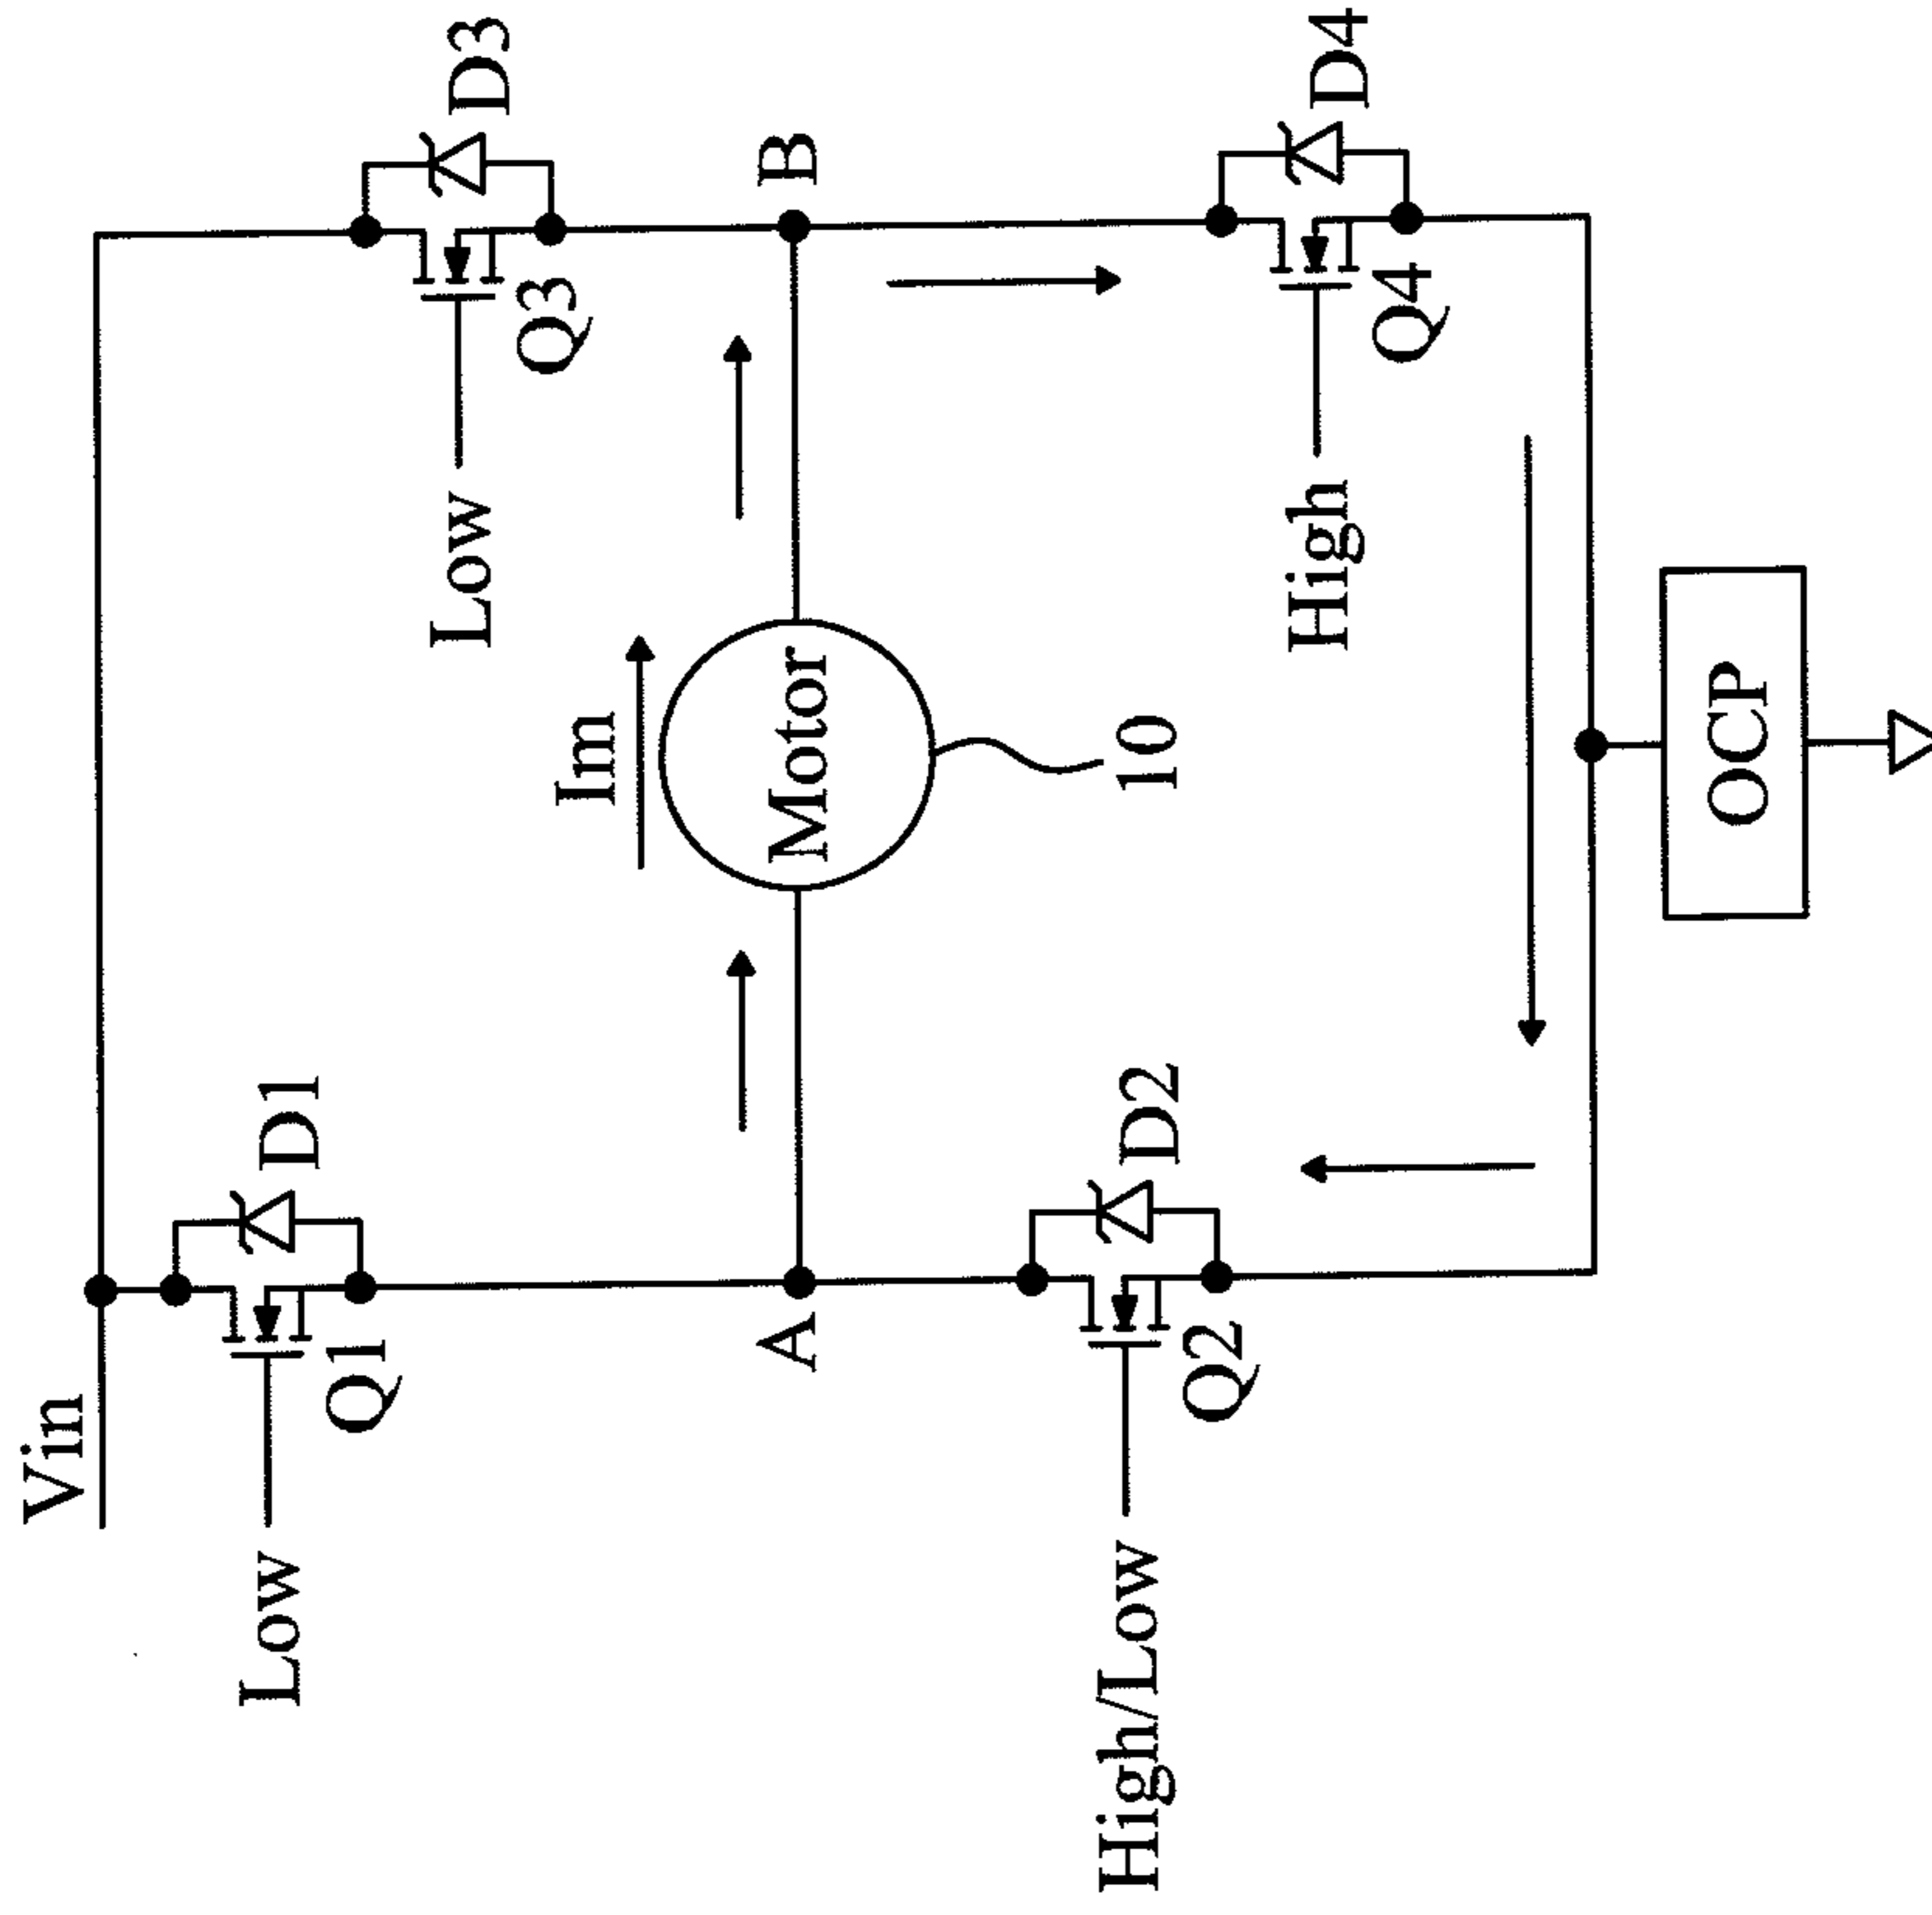 Vin
Low
Q1
D1
Low
Q3
D3
Im
A
Motor
B
10
High/Low
Q2
D2
High
Q4
D4
OCP